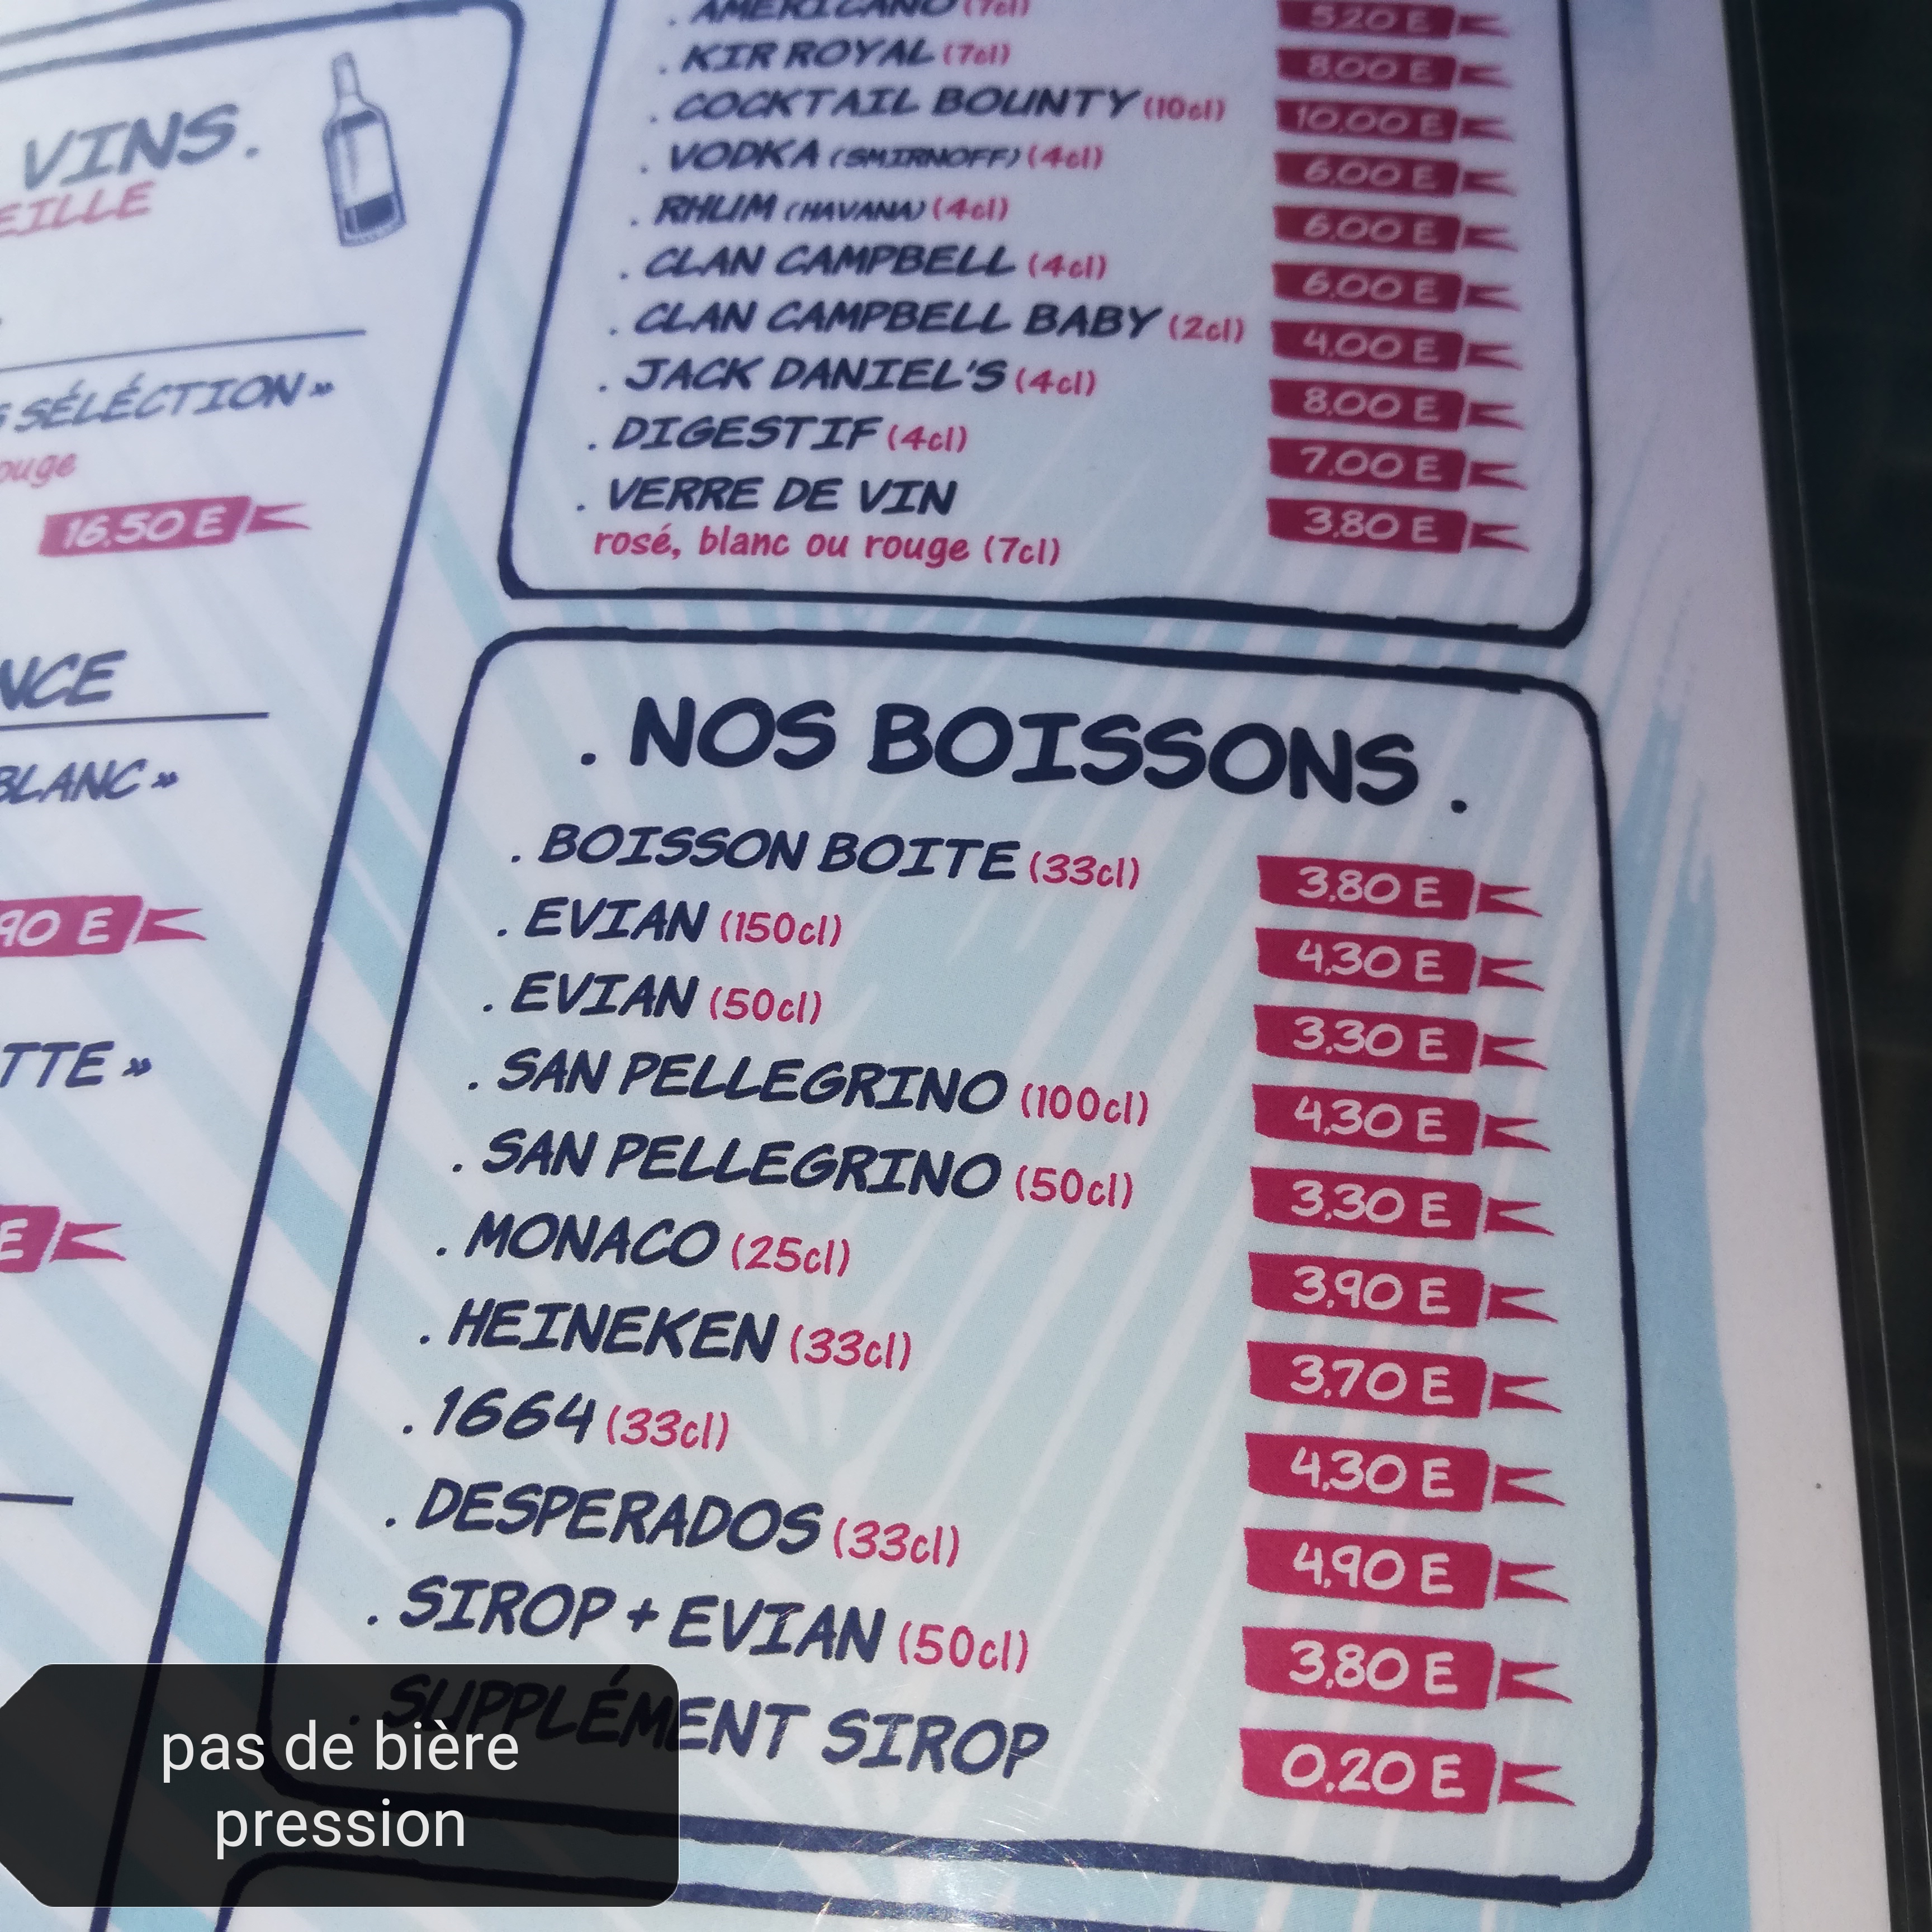 VINS.
S SÉLÉCTION »
16,50 E
BLANC »
90 E
TTE »
E
. AMERICANO (7cl) 5,20 E
. KIR ROYAL (7cl) 8,00 E
. COCKTAIL BOUNTY (10cl) 10,00 E
. VODKA (SMIRNOFF) (4cl) 6,00 E
. RHUM (HAVANA) (4cl) 6,00 E
. CLAN CAMPBELL (4cl) 6,00 E
. CLAN CAMPBELL BABY (2cl) 4,00 E
. JACK DANIEL'S (4cl) 8,00 E
. DIGESTIF (4cl) 7,00 E
. VERRE DE VIN 3,80 E
rosé, blanc ou rouge (7cl)
. NOS BOISSONS .
. BOISSON BOITE (33cl) 3,80 E
. EVIAN (150cl) 4,30 E
. EVIAN (50cl) 3,30 E
. SAN PELLEGRINO (100cl) 4,30 E
. SAN PELLEGRINO (50cl) 3,30 E
. MONACO (25cl) 3,90 E
. HEINEKEN (33cl) 3,70 E
. 1664 (33cl) 4,30 E
. DESPERADOS (33cl) 4,90 E
. SIROP + EVIAN (50cl) 3,80 E
. SUPPLÉMENT SIROP 0,20 E
pas de bière
pression